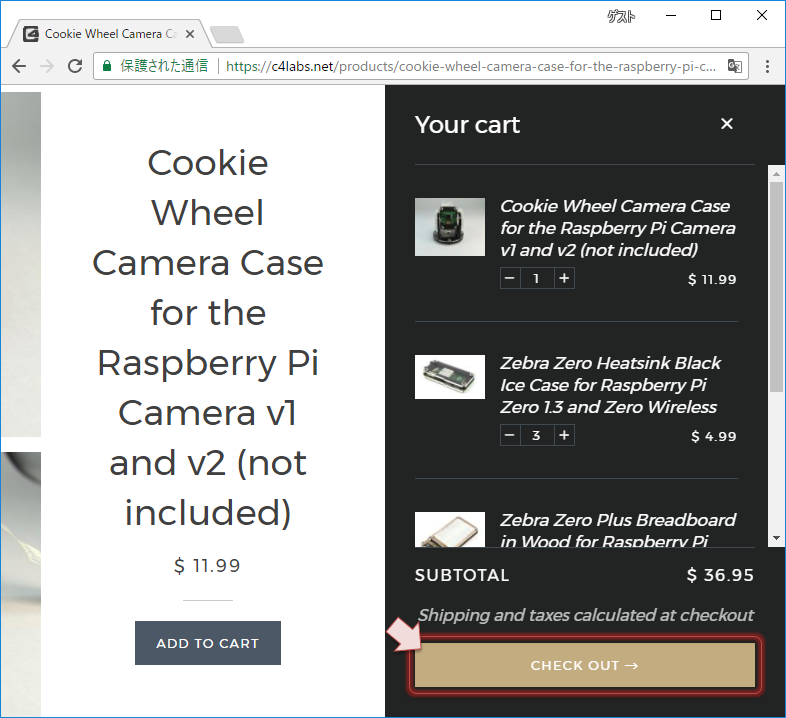 ゲスト
Cookie Wheel Camera Ca
保護された通信
https://c4labs.net/products/cookie-wheel-camera-case-for-the-raspberry-pi-c...
Cookie
Wheel
Camera Case
for the
Raspberry Pi
Camera v1
and v2 (not
included)
$ 11.99
ADD TO CART
Your cart
Cookie Wheel Camera Case
for the Raspberry Pi Camera
v1 and v2 (not included)
− 1 +
$ 11.99
Zebra Zero Heatsink Black
Ice Case for Raspberry Pi
Zero 1.3 and Zero Wireless
− 3 +
$ 4.99
Zebra Zero Plus Breadboard
in Wood for Raspberry Pi
SUBTOTAL
$ 36.95
Shipping and taxes calculated at checkout
CHECK OUT →